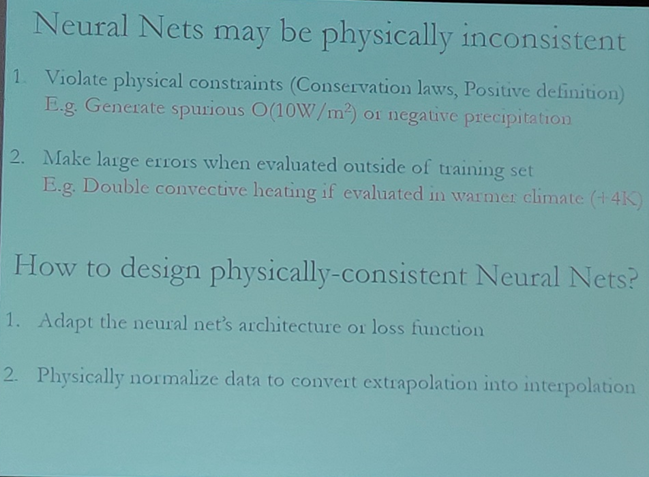 Neural Nets may be physically inconsistent
1. Violate physical constraints (Conservation laws, Positive definition)
E.g. Generate spurious O(10W/m²) or negative precipitation
2. Make large errors when evaluated outside of training set
E.g. Double convective heating if evaluated in warmer climate (+4K)
How to design physically-consistent Neural Nets?
1. Adapt the neural net's architecture or loss function
2. Physically normalize data to convert extrapolation into interpolation